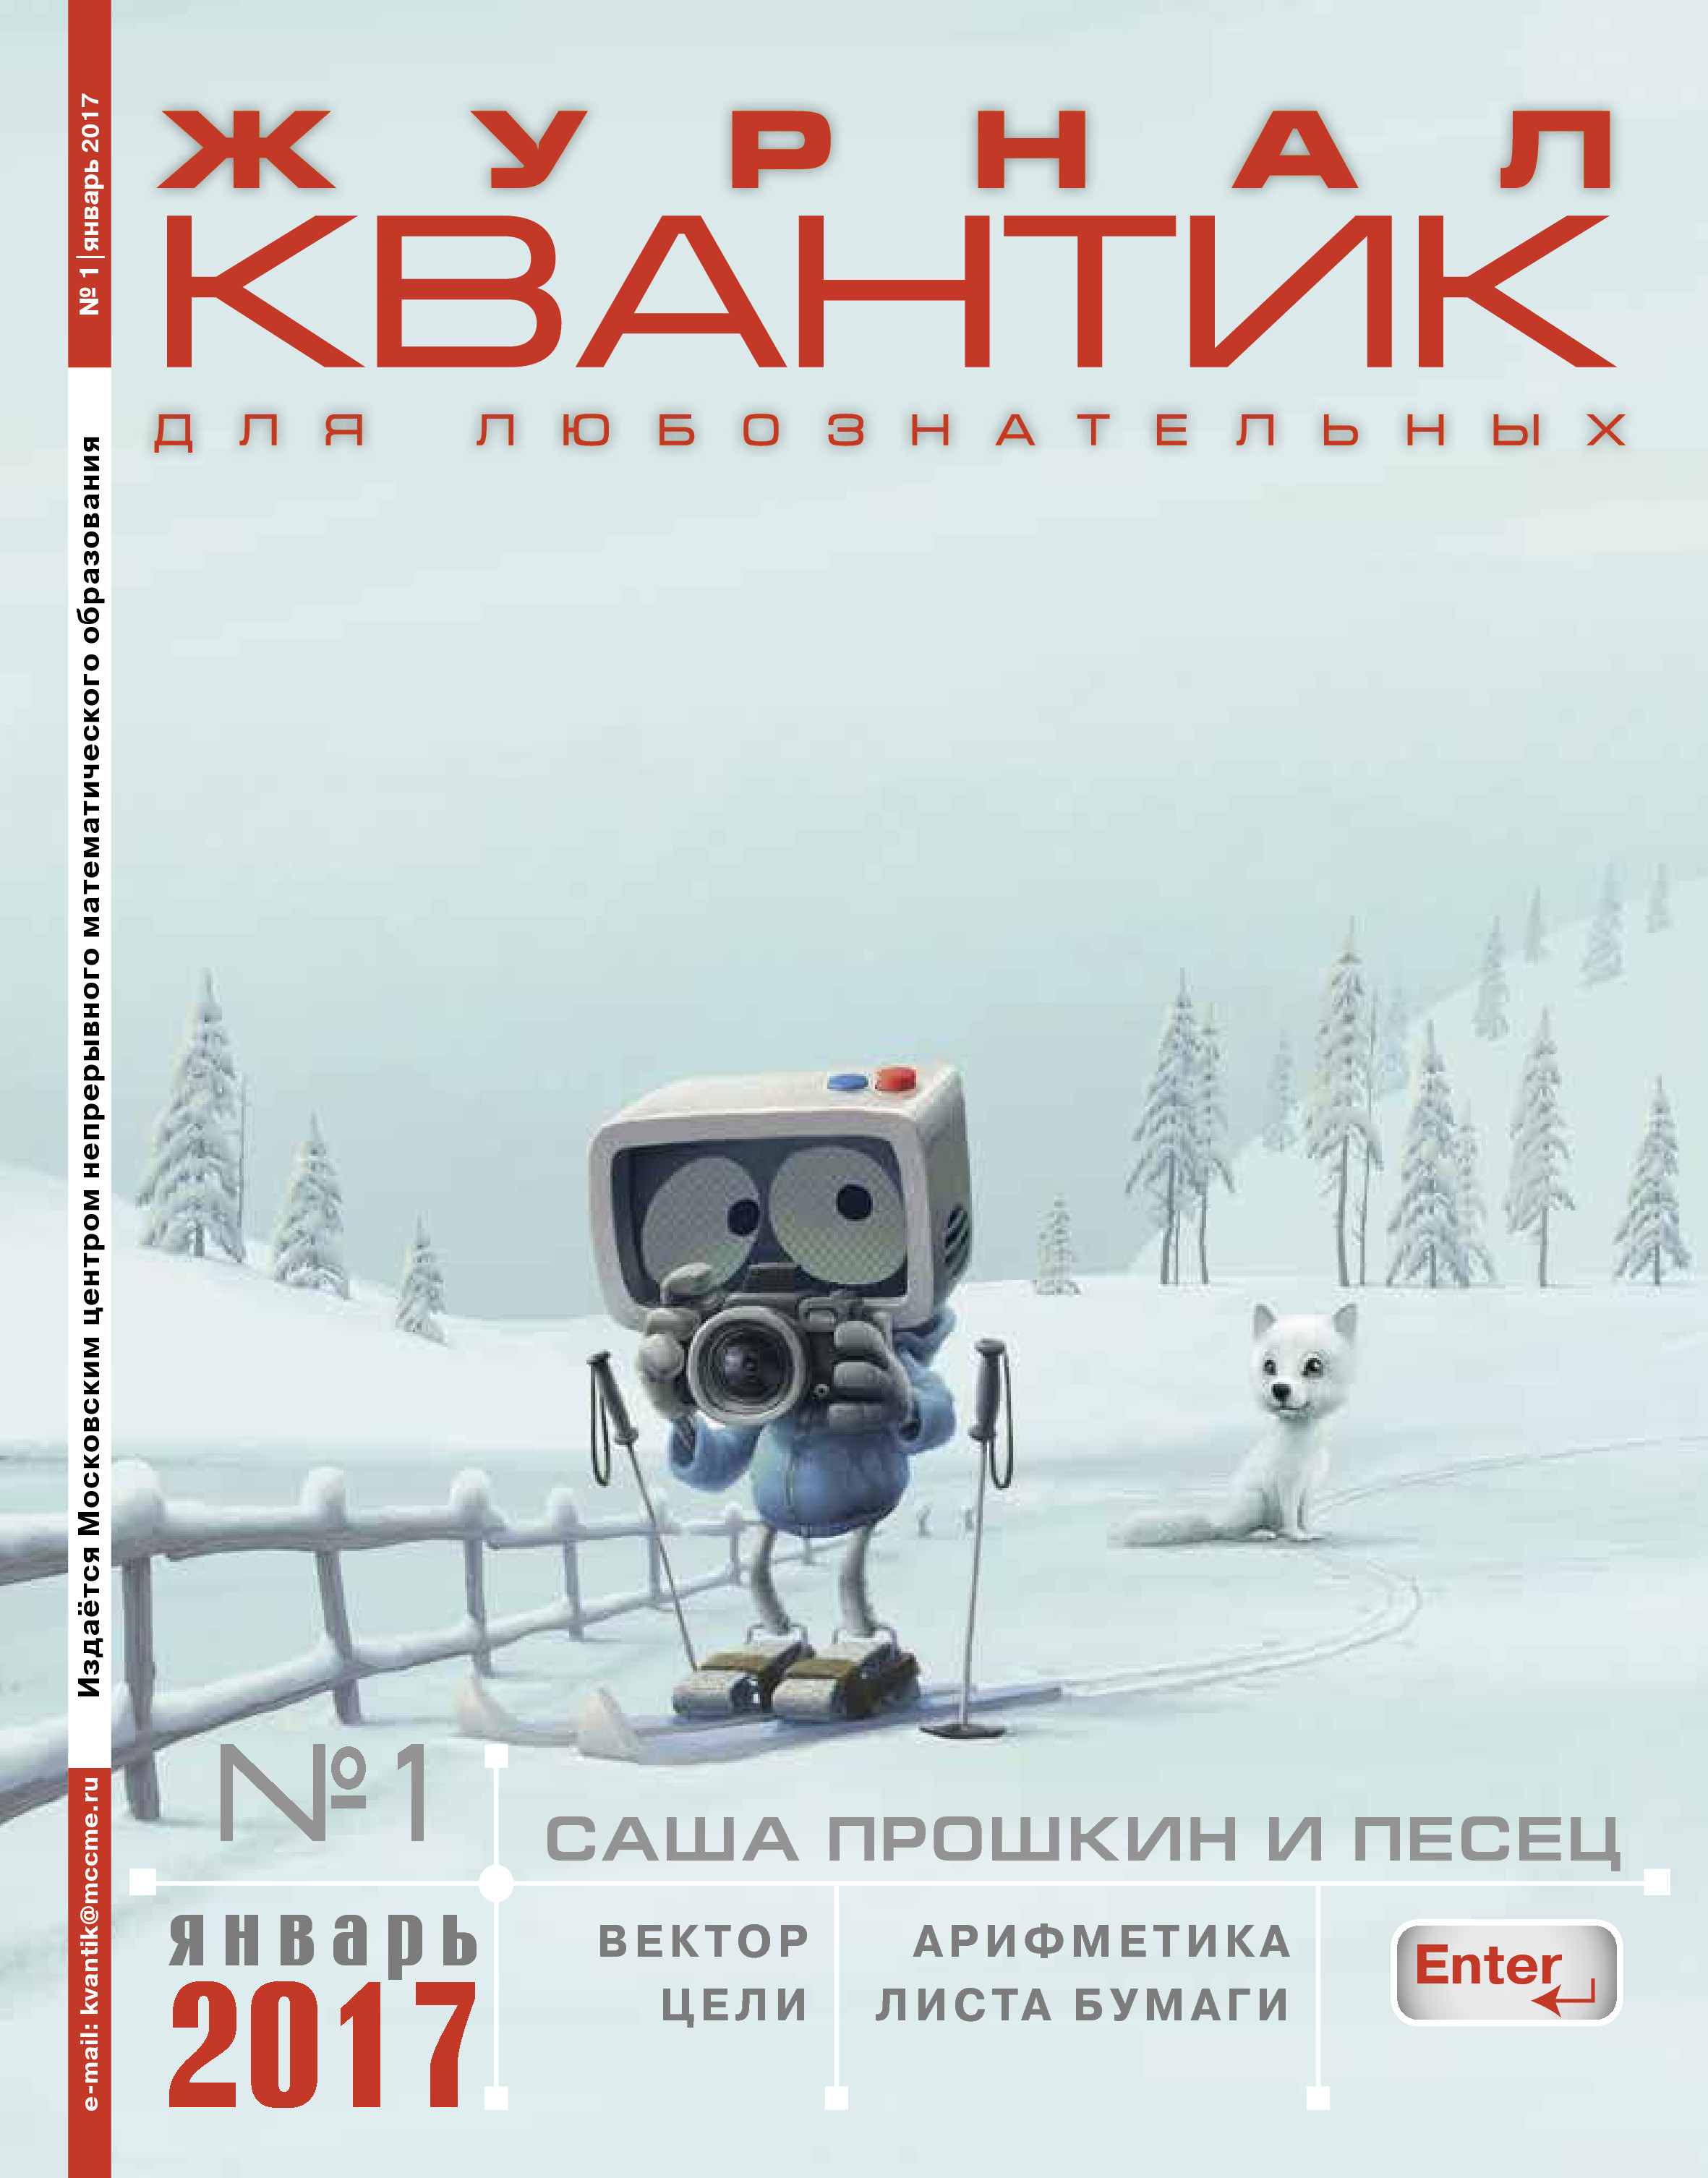 ЖУРНАЛ
КВАНТИК
ДЛЯ ЛЮБОЗНАТЕЛЬНЫХ
№ 1 | январь 2017
Издаётся Московским центром непрерывного математического образования
e-mail: kvantik@mccme.ru
№1
январь
2017
САША ПРОШКИН И ПЕСЕЦ
ВЕКТОР
ЦЕЛИ
АРИФМЕТИКА
ЛИСТА БУМАГИ
Enter